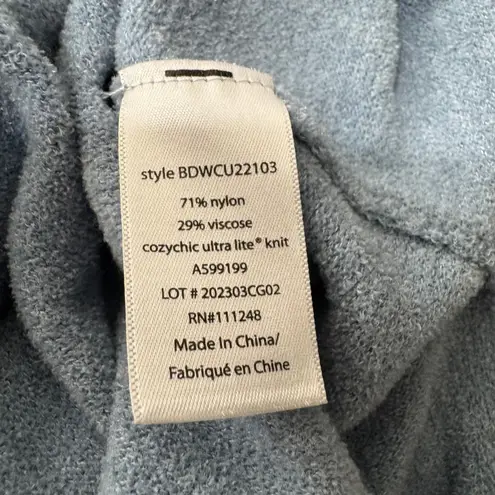 style BDWCU22103
71% nylon
29% viscose
cozychic ultra lite® knit
A599199
LOT # 202303CG02
RN#111248
Made In China/
Fabriqué en Chine